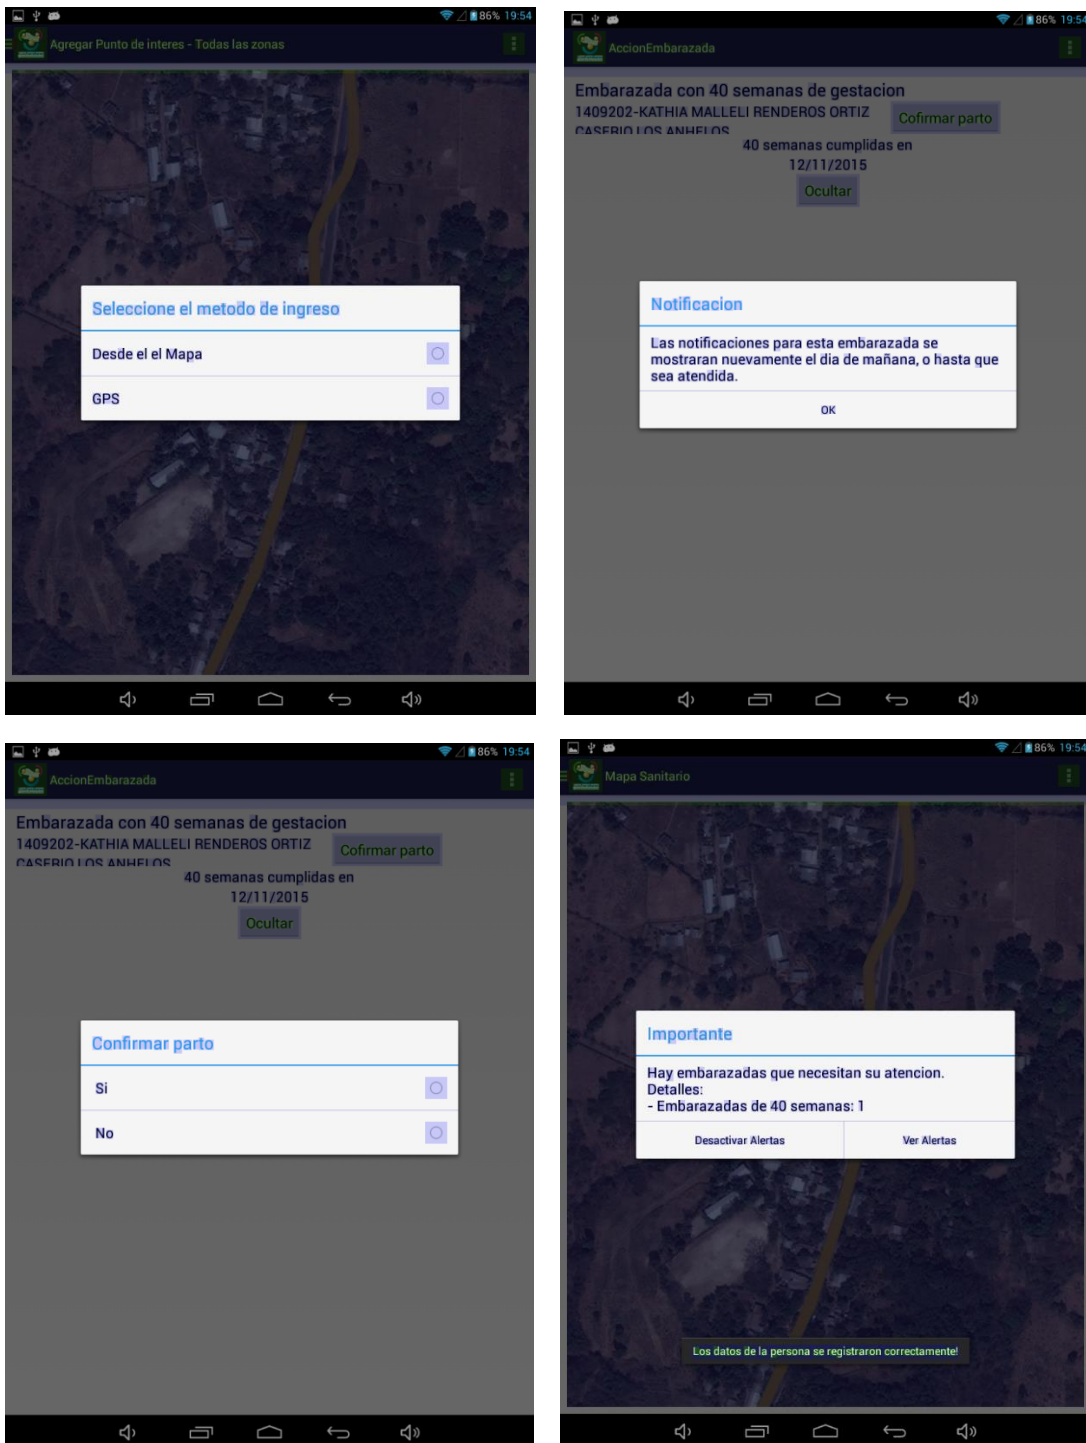 86% 19:54
Agregar Punto de interes - Todas las zonas
Seleccione el metodo de ingreso
Desde el el Mapa
GPS
86% 19:54
AccionEmbarazada
Embarazada con 40 semanas de gestacion
1409202-KATHIA MALLELI RENDEROS ORTIZ
CASERIO LOS ANHELOS
Cofirmar parto
40 semanas cumplidas en
12/11/2015
Ocultar
Notificacion
Las notificaciones para esta embarazada se
mostraran nuevamente el dia de mañana, o hasta que
sea atendida.
OK
86% 19:54
AccionEmbarazada
Embarazada con 40 semanas de gestacion
1409202-KATHIA MALLELI RENDEROS ORTIZ
CASERIO LOS ANHELOS
Cofirmar parto
40 semanas cumplidas en
12/11/2015
Ocultar
Confirmar parto
Si
No
86% 19:54
Mapa Sanitario
Importante
Hay embarazadas que necesitan su atencion.
Detalles:
- Embarazadas de 40 semanas: 1
Desactivar Alertas
Ver Alertas
Los datos de la persona se registraron correctamente!